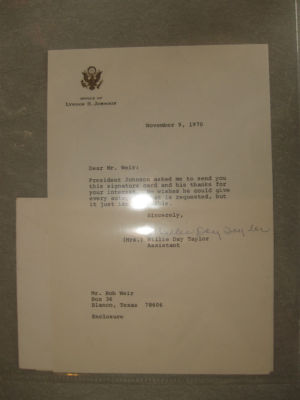 OFFICE OF
LYNDON B. JOHNSON
November 9, 1970
Dear Mr. Weir:
President Johnson asked me to send you
this signature card and his thanks for
your interest. He wishes he could give
every is requested, but
it just
Sincerely,
Willie Day Taylor
(Mrs.) Willie Day Taylor
Assistant
Mr. Bob Weir
Box 36
Blanco, Texas 78606
Enclosure